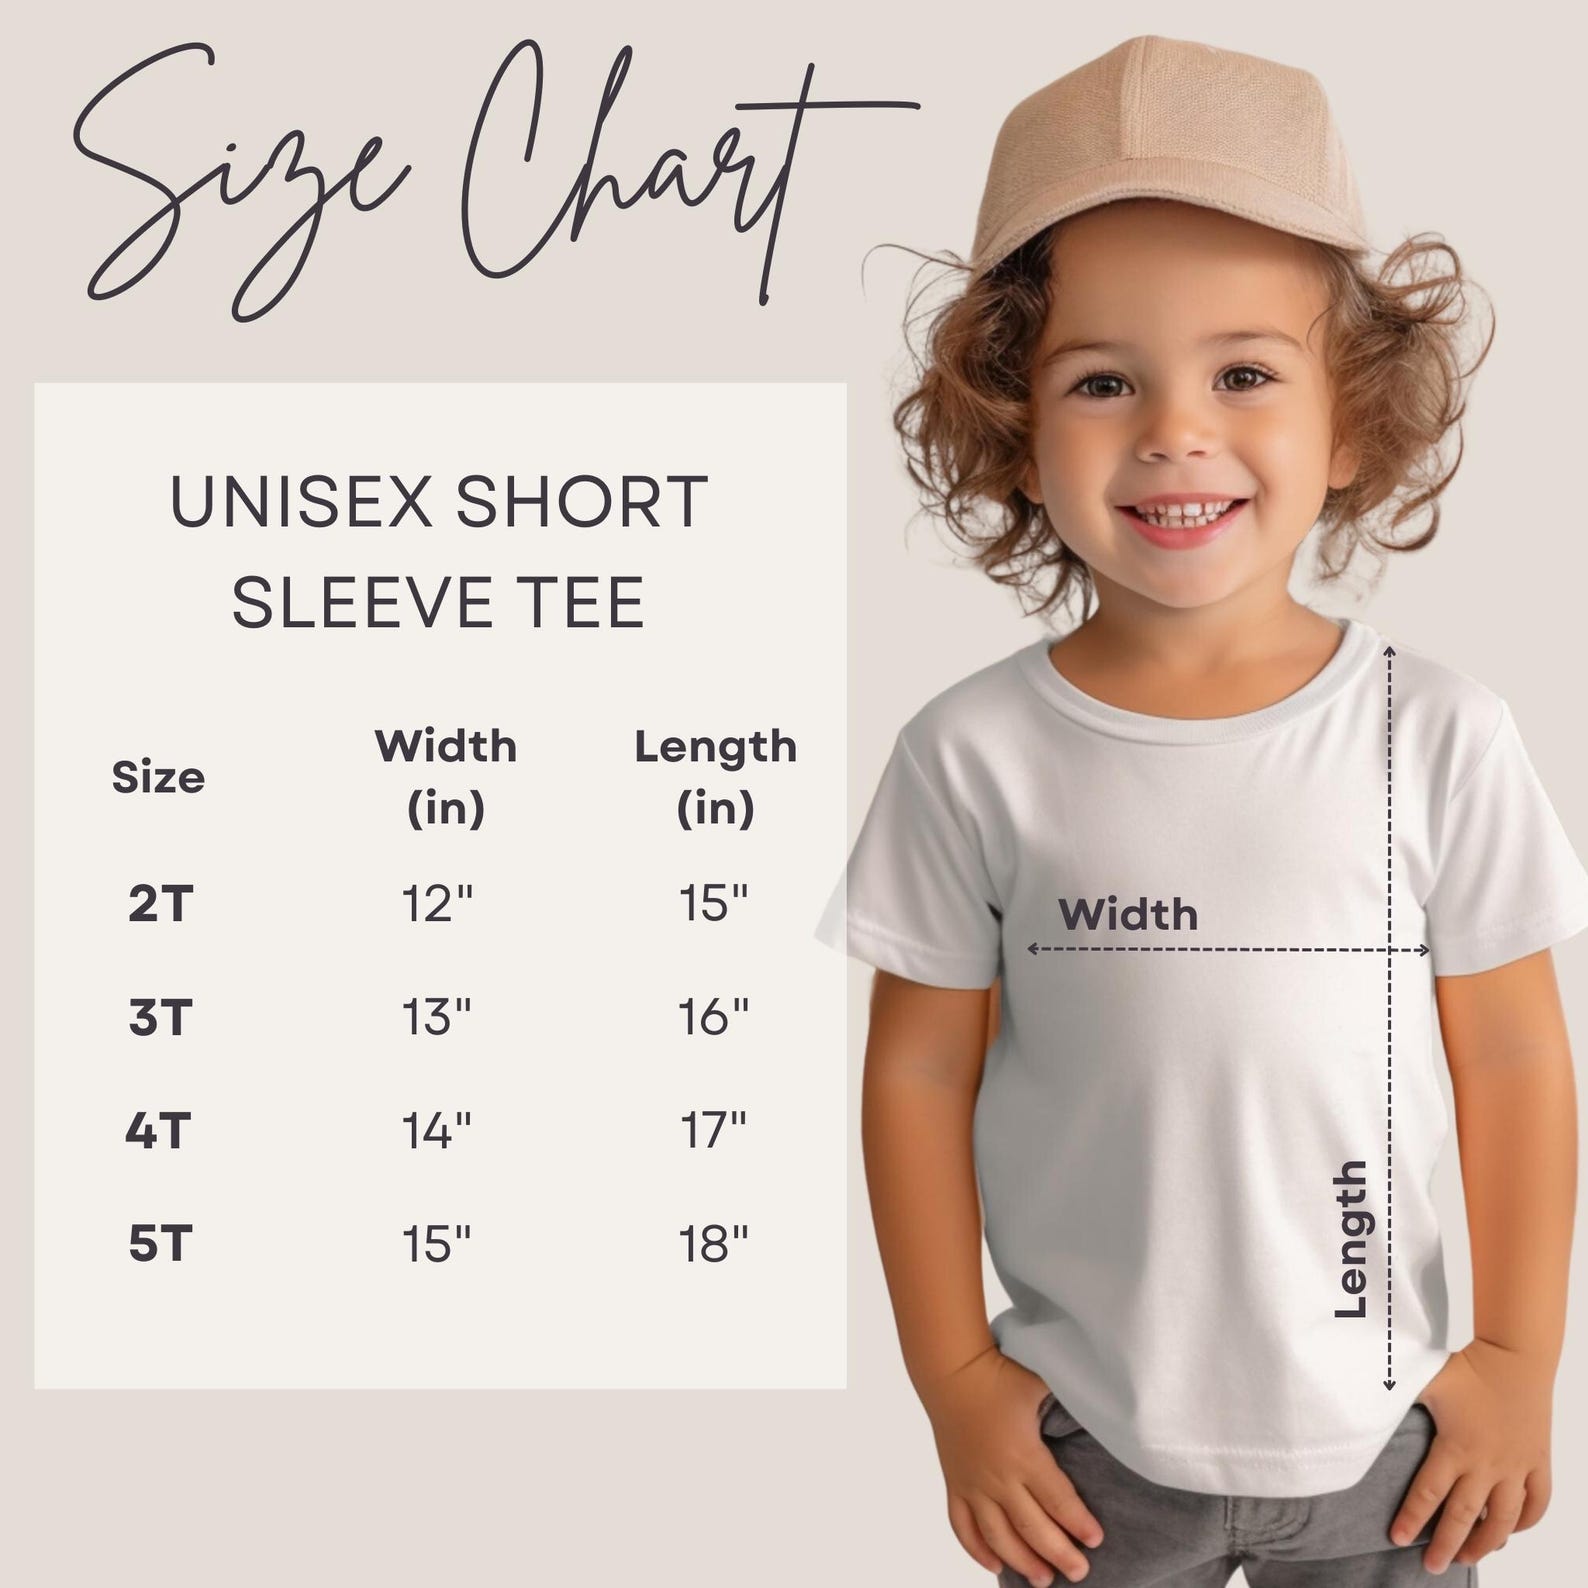 Size Chart
UNISEX SHORT
SLEEVE TEE
Size Width (in) Length (in)
2T 12" 15"
3T 13" 16"
4T 14" 17"
5T 15" 18"
Width
Length